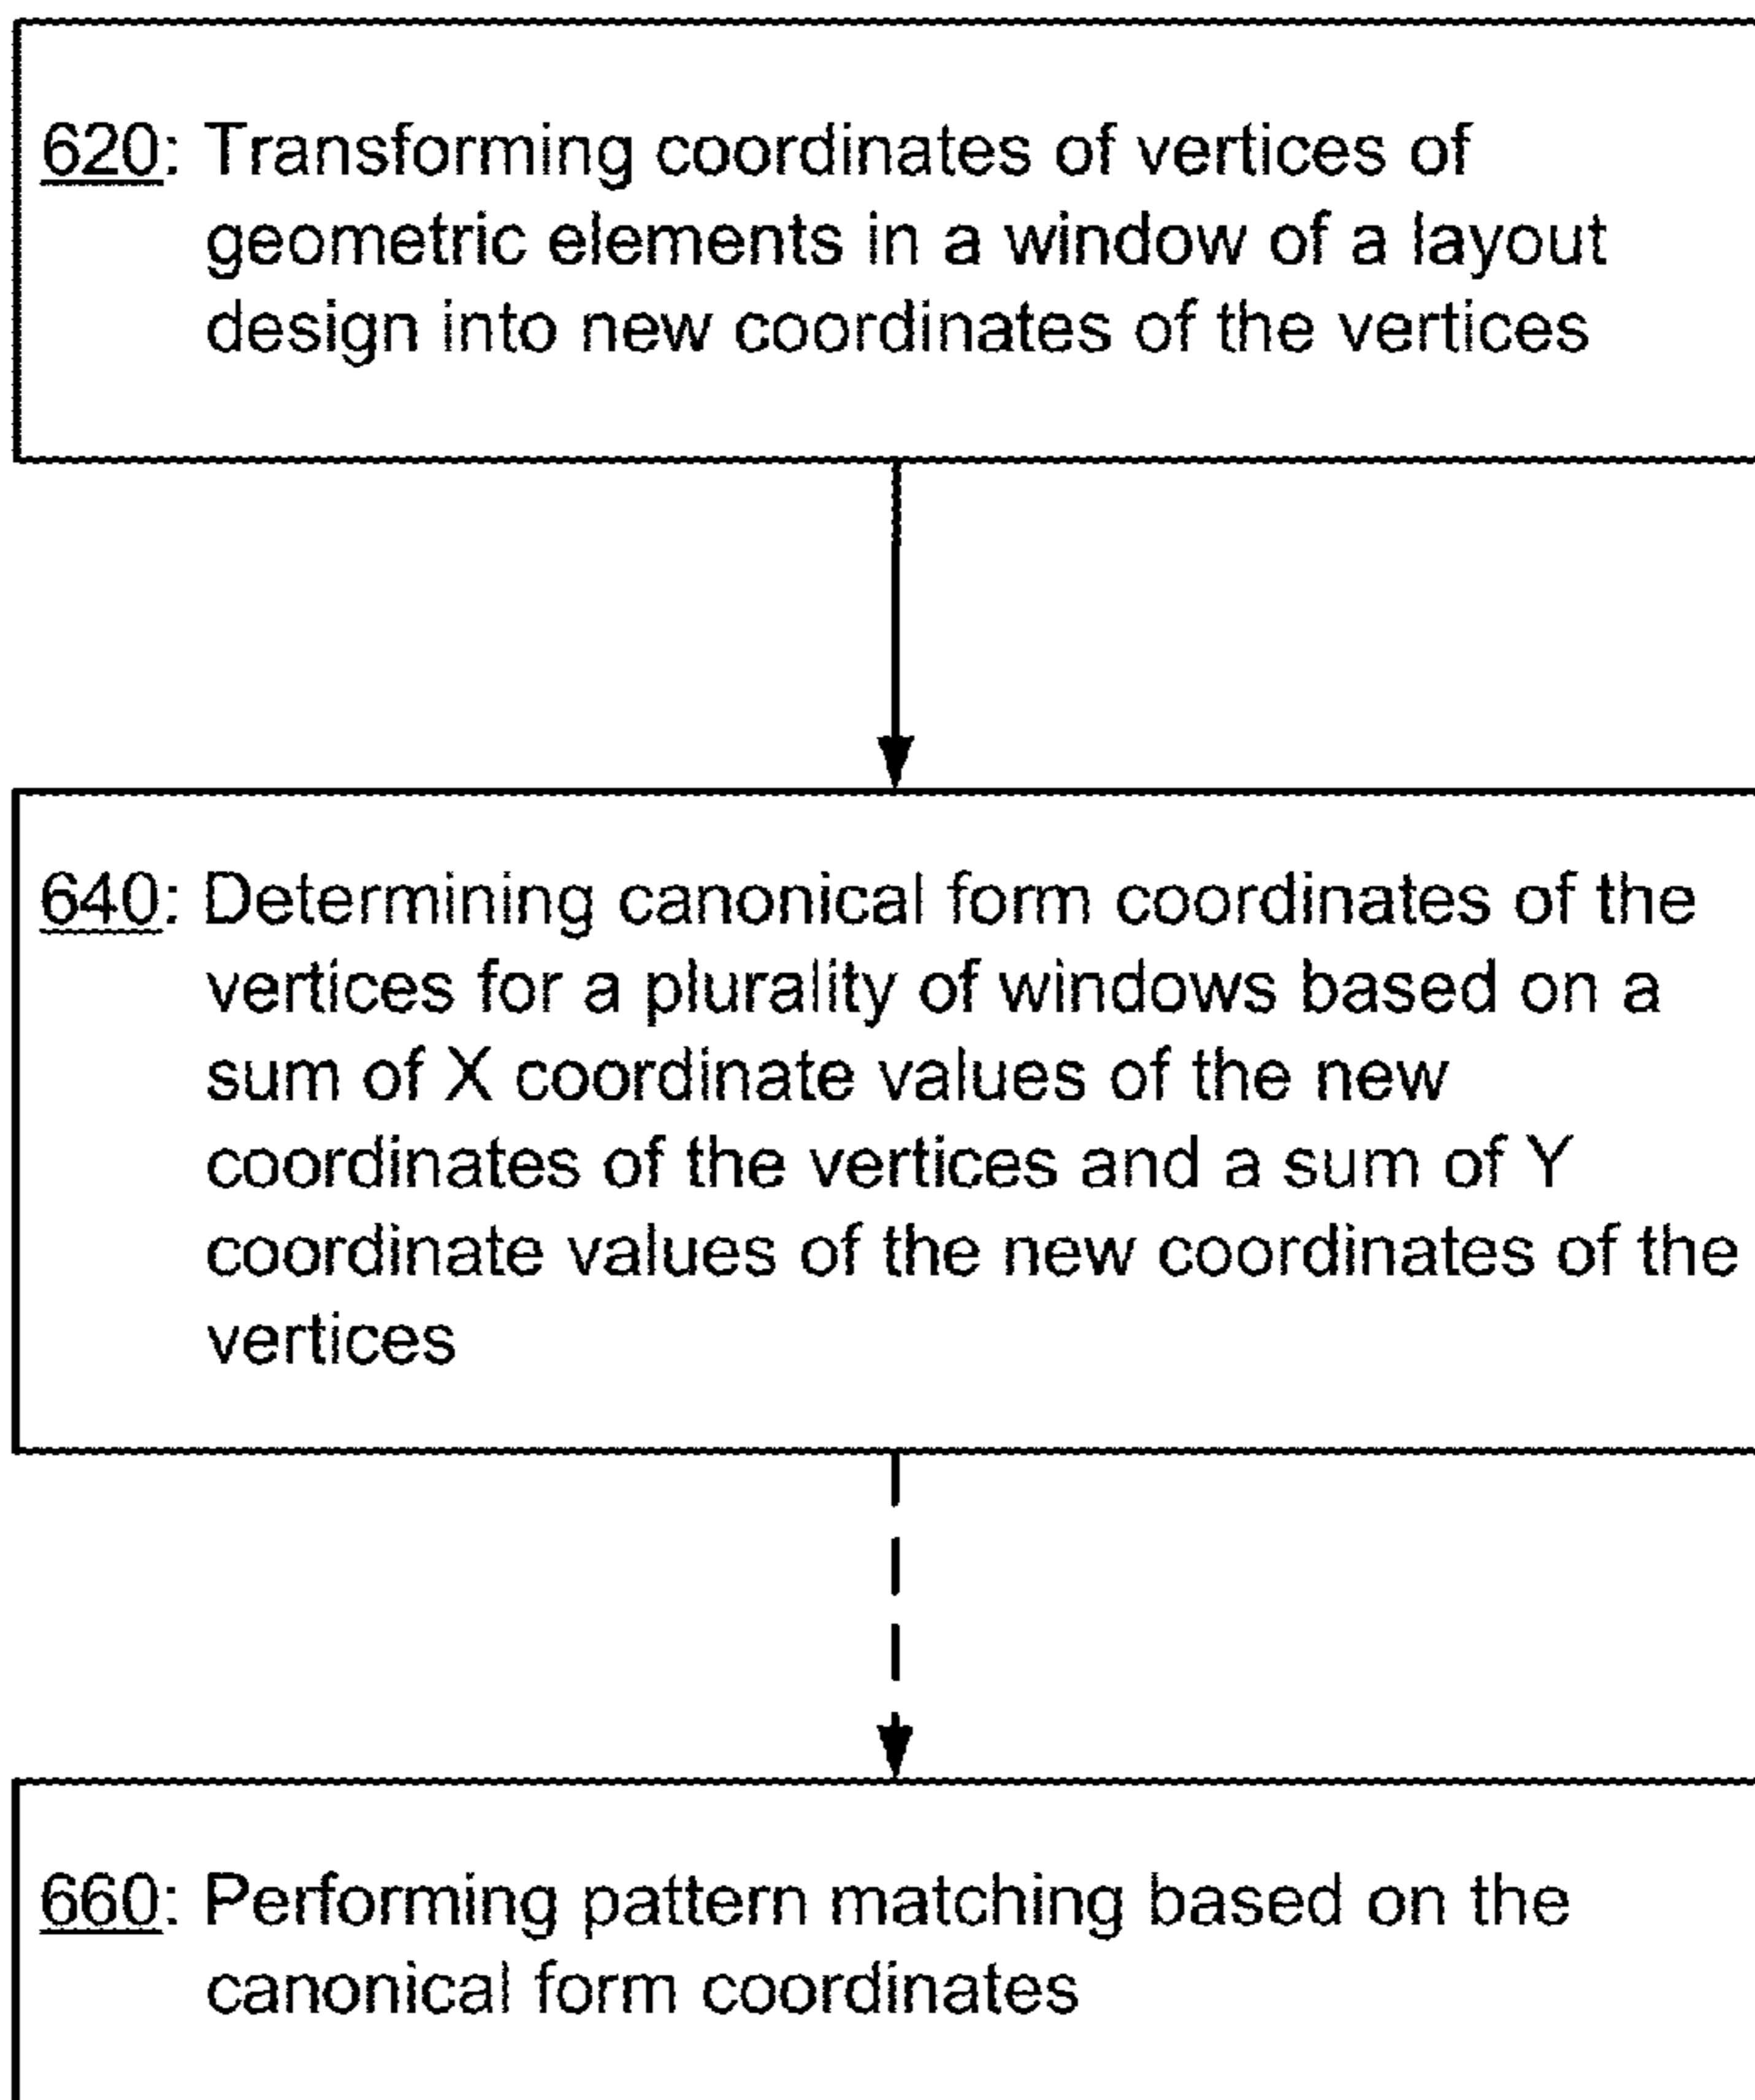 620: Transforming coordinates of vertices of
geometric elements in a window of a layout
design into new coordinates of the vertices
640: Determining canonical form coordinates of the
vertices for a plurality of windows based on a
sum of X coordinate values of the new
coordinates of the vertices and a sum of Y
coordinate values of the new coordinates of the
vertices
660: Performing pattern matching based on the
canonical form coordinates